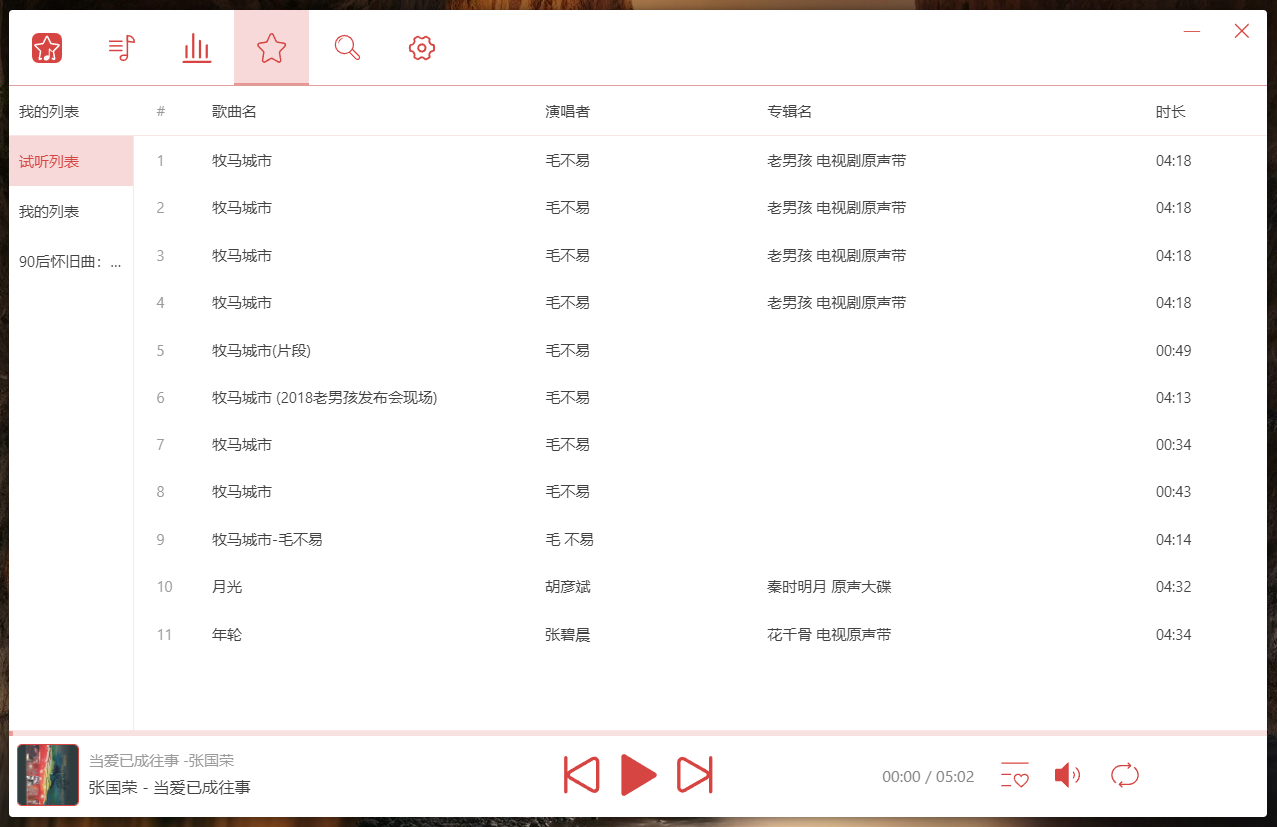 我的列表 # 歌曲名 演唱者 专辑名 时长
试听列表
我的列表
90后怀旧曲：...
1 牧马城市 毛不易 老男孩 电视剧原声带 04:18
2 牧马城市 毛不易 老男孩 电视剧原声带 04:18
3 牧马城市 毛不易 老男孩 电视剧原声带 04:18
4 牧马城市 毛不易 老男孩 电视剧原声带 04:18
5 牧马城市(片段) 毛不易 00:49
6 牧马城市 (2018老男孩发布会现场) 毛不易 04:13
7 牧马城市 毛不易 00:34
8 牧马城市 毛不易 00:43
9 牧马城市-毛不易 毛 不易 04:14
10 月光 胡彦斌 秦时明月 原声大碟 04:32
11 年轮 张碧晨 花千骨 电视原声带 04:34
当爱已成往事 -张国荣
张国荣 - 当爱已成往事
00:00 / 05:02